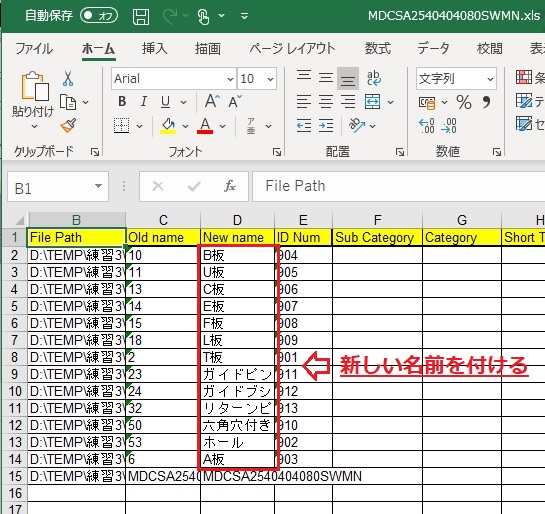 自動保存 オフ MDCSA2540404080SWMN.xls
ファイル ホーム 挿入 ページ レイアウト 数式 データ 校閲 表示
貼り付け Arial 10 文字列 条
B I U A A テ
A ア亜 % 9 セ
クリップボード フォント 配置 数値
B1 fx File Path
B C D E F G H
1 File Path Old name New name ID Num Sub Category Category Short T
2 D:\TEMP\練習3\ 10 B板 904
3 D:\TEMP\練習3\ 11 U板 905
4 D:\TEMP\練習3\ 13 C板 906
5 D:\TEMP\練習3\ 14 E板 907
6 D:\TEMP\練習3\ 15 F板 908
7 D:\TEMP\練習3\ 18 L板 909
8 D:\TEMP\練習3\ 2 T板 901
新しい名前を付ける
9 D:\TEMP\練習3\ 23 ガイドピン 911
10 D:\TEMP\練習3\ 24 ガイドブシ 912
11 D:\TEMP\練習3\ 32 リターンピ 913
12 D:\TEMP\練習3\ 50 六角穴付き 910
13 D:\TEMP\練習3\ 53 ホール 902
14 D:\TEMP\練習3\ 6 A板 903
15 D:\TEMP\練習3\ MDCSA2540 MDCSA2540404080SWMN
16
17